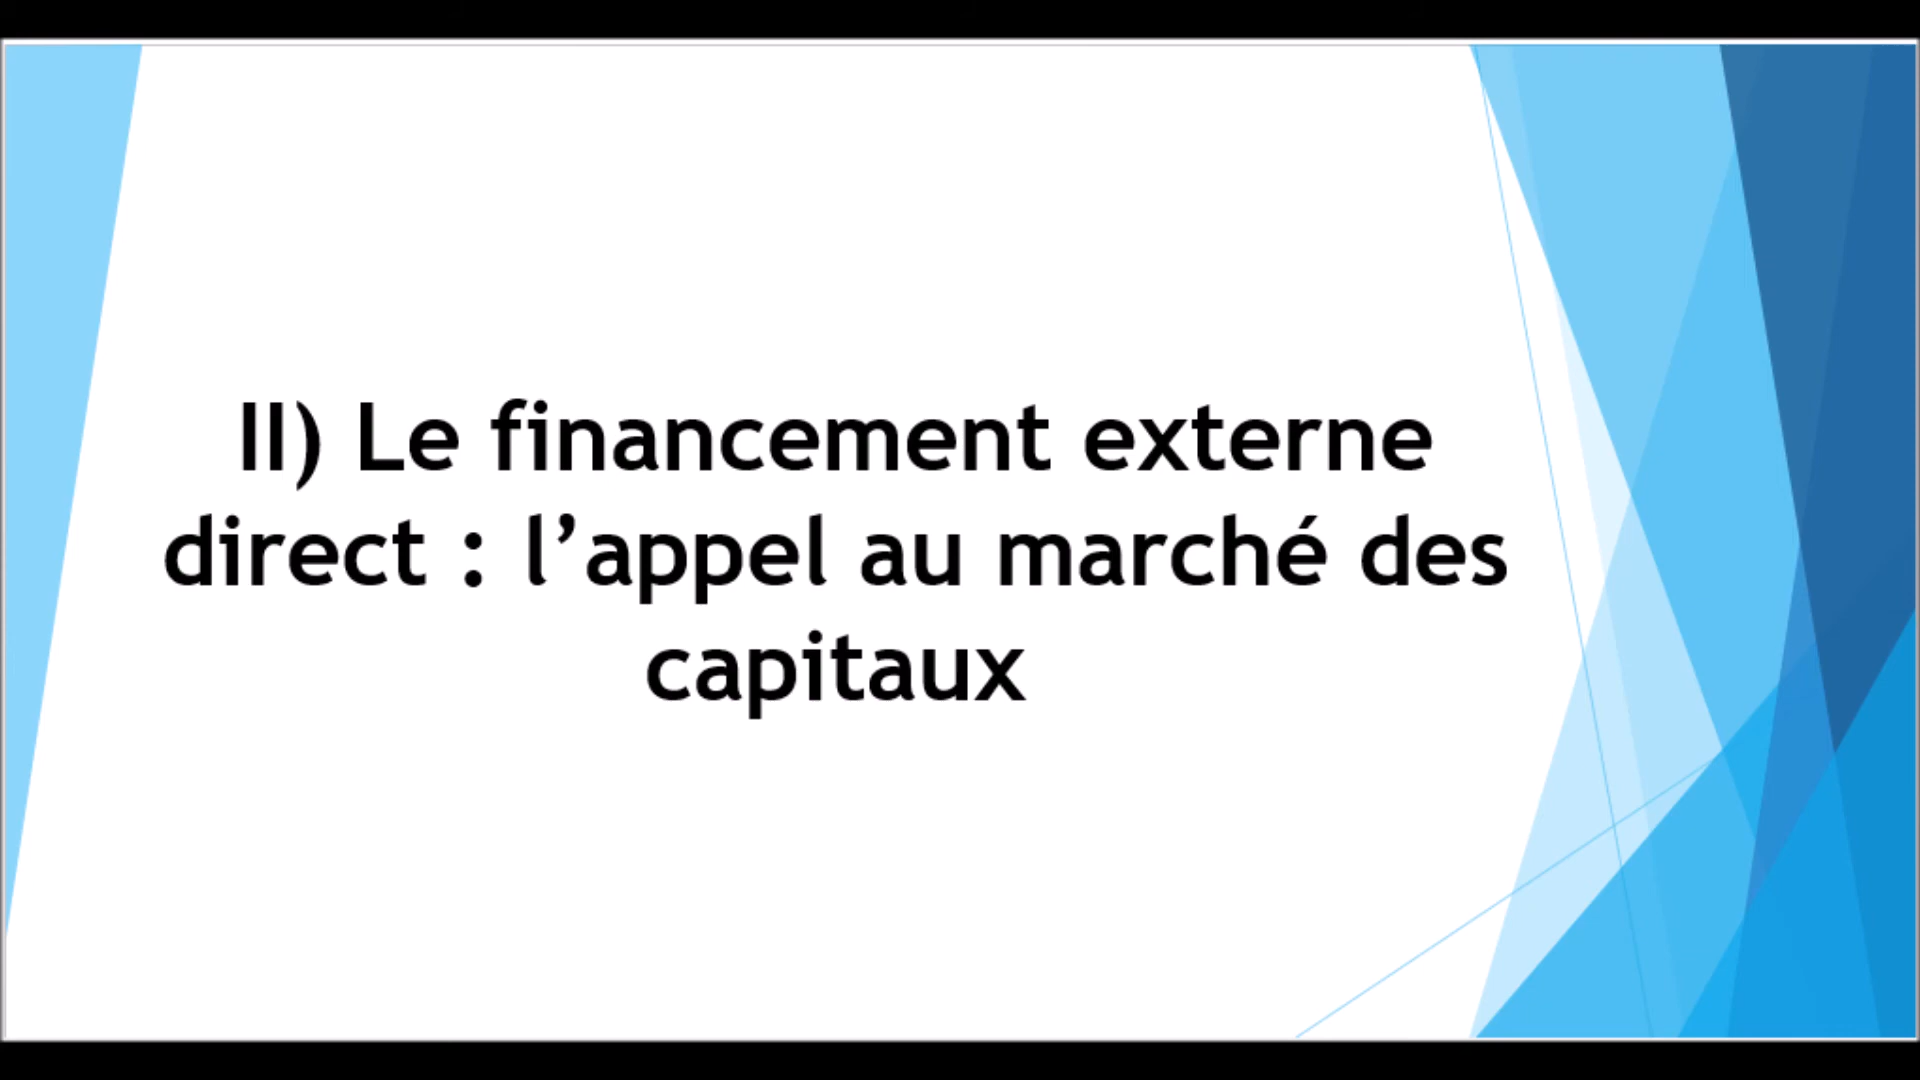 II) Le financement externe
direct : l’appel au marché des
capitaux